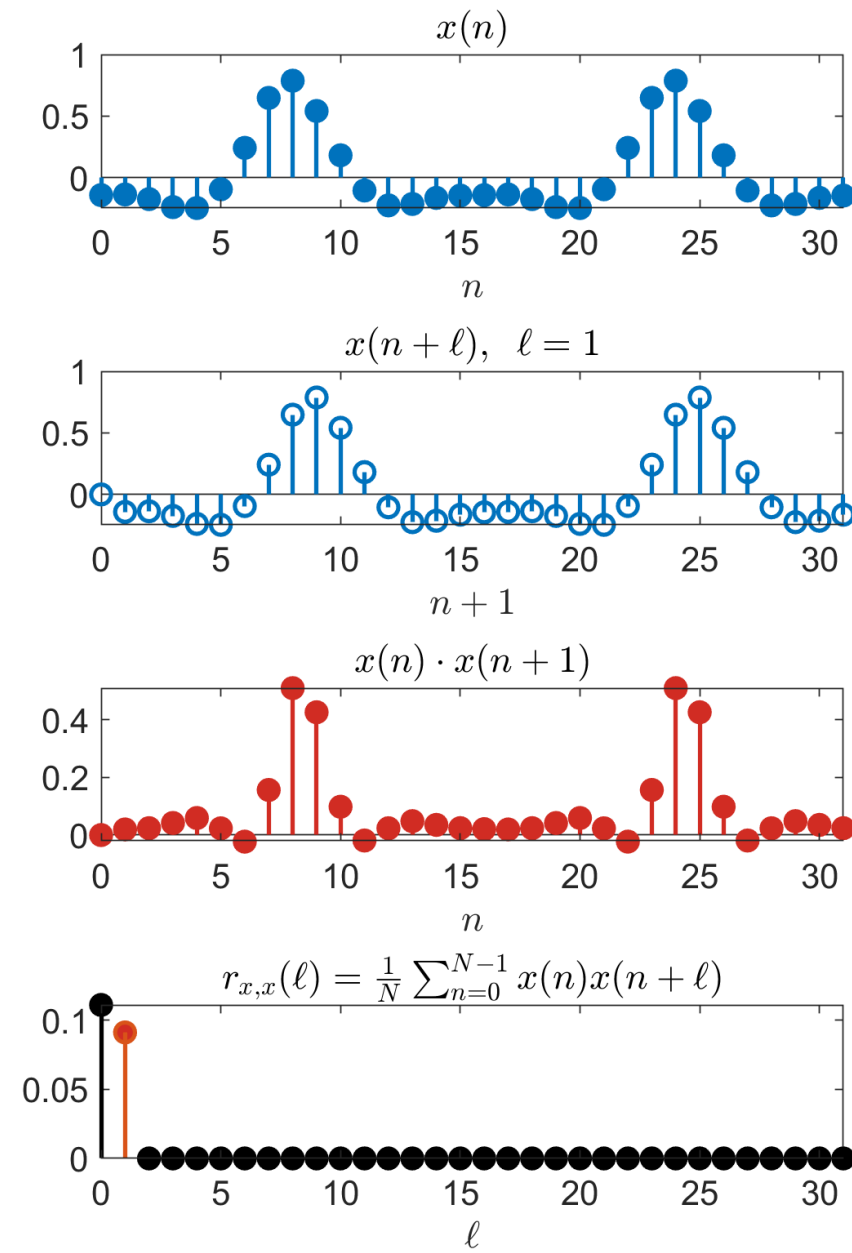 x(n)
1
0.5
0
0 5 10 15 20 25 30
n
x(n + ℓ), ℓ = 1
1
0.5
0
0 5 10 15 20 25 30
n + 1
x(n) · x(n + 1)
0.4
0.2
0
0 5 10 15 20 25 30
n
r_{x,x}(ℓ) = \frac{1}{N} \sum_{n=0}^{N-1} x(n)x(n + ℓ)
0.1
0.05
0
0 5 10 15 20 25 30
ℓ